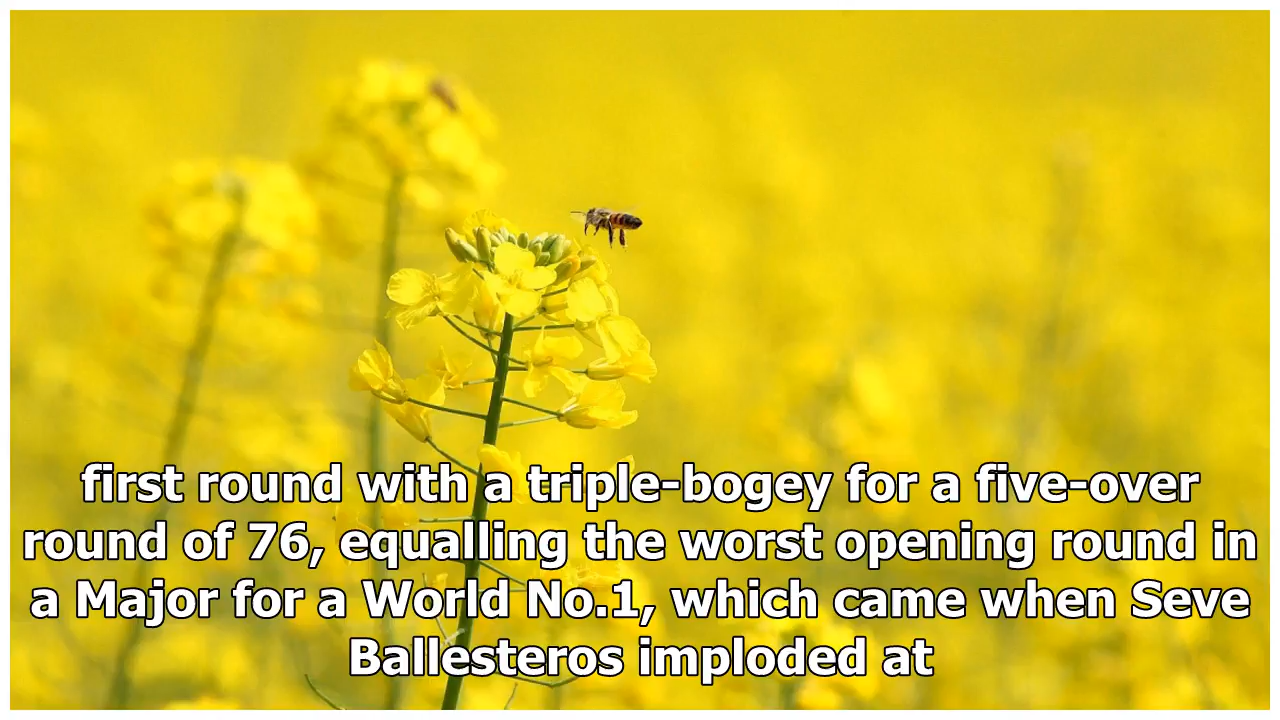 first round with a triple-bogey for a five-over
round of 76, equalling the worst opening round in
a Major for a World No.1, which came when Seve
Ballesteros imploded at